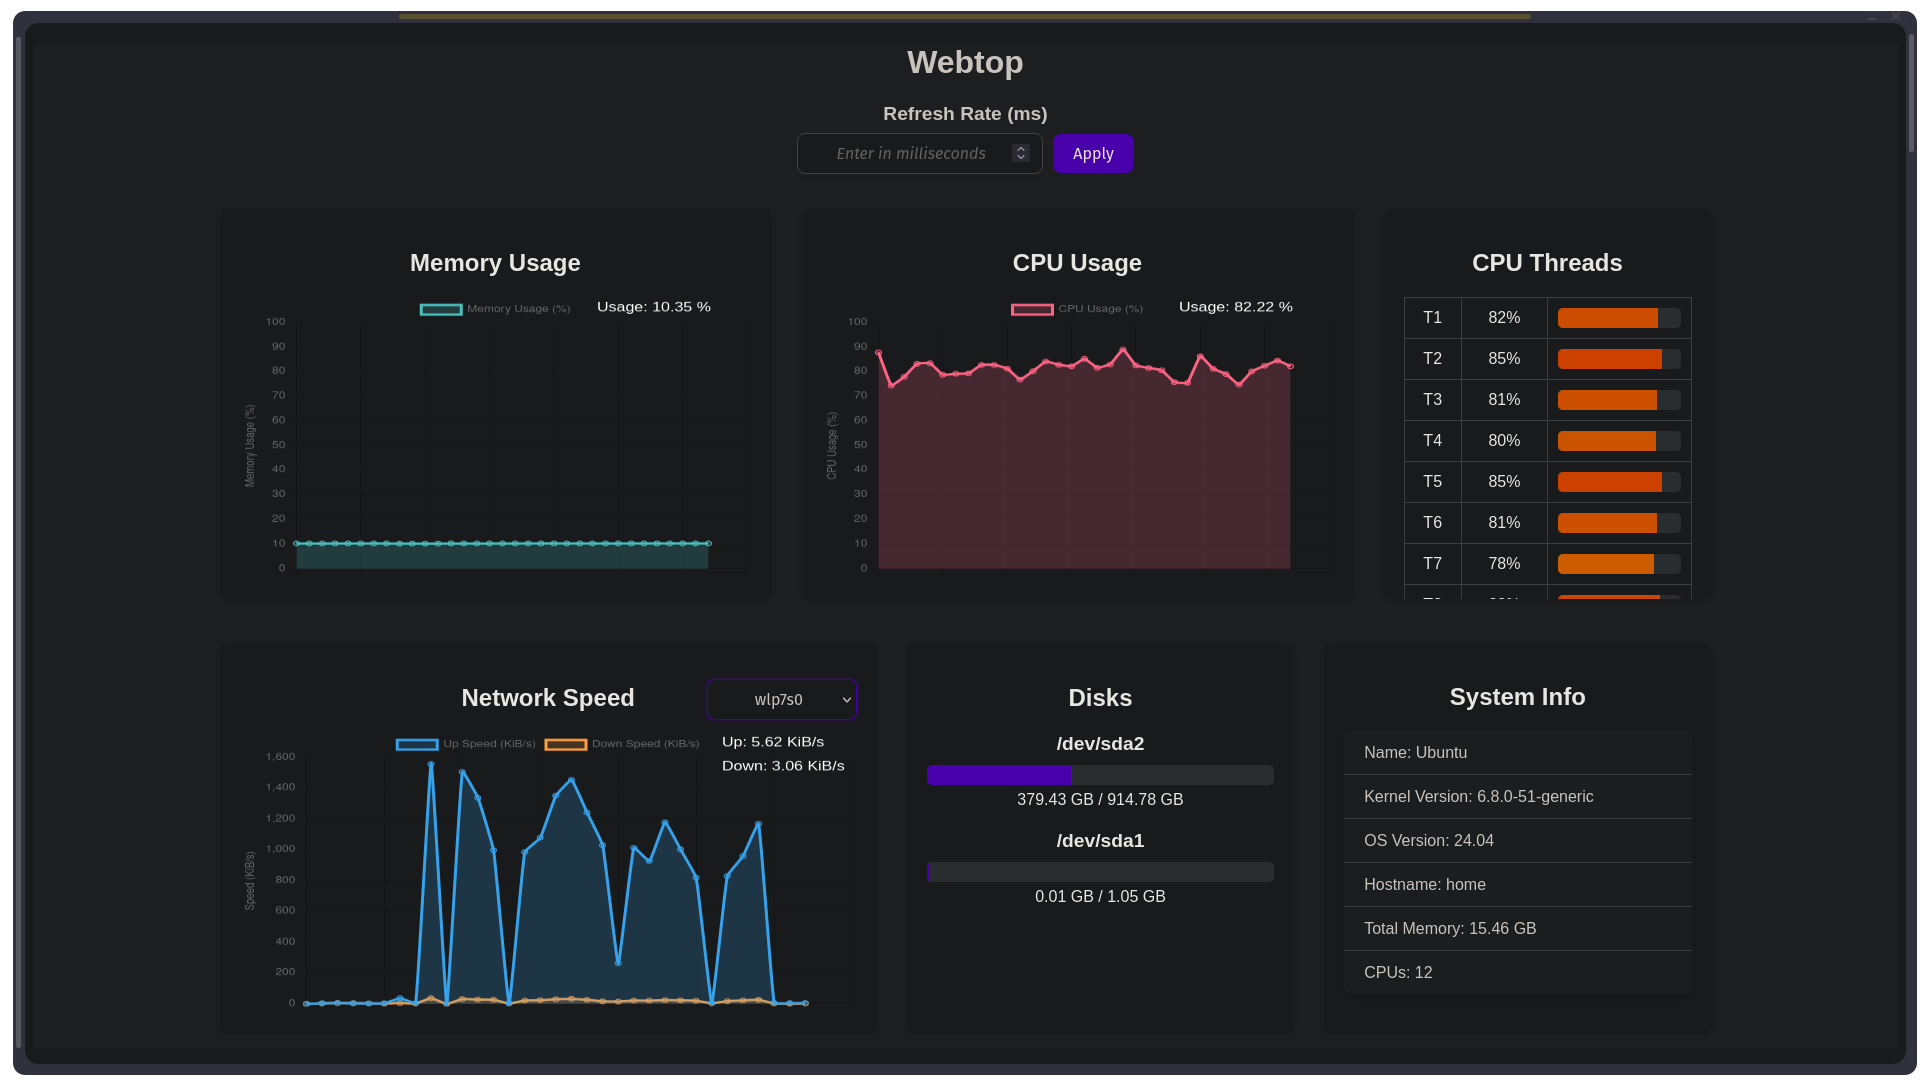 Webtop
Refresh Rate (ms)
Enter in milliseconds
Apply
Memory Usage
Memory Usage (%)
Usage: 10.35 %
Memory Usage (%)
100
90
80
70
60
50
40
30
20
10
0
CPU Usage
CPU Usage (%)
Usage: 82.22 %
CPU Usage (%)
100
90
80
70
60
50
40
30
20
10
0
CPU Threads
T1 82%
T2 85%
T3 81%
T4 80%
T5 85%
T6 81%
T7 78%
Network Speed
wlp7s0
Up Speed (KiB/s) Down Speed (KiB/s)
Up: 5.62 KiB/s
Down: 3.06 KiB/s
Speed (KiB/s)
1,600
1,400
1,200
1,000
800
600
400
200
0
Disks
/dev/sda2
379.43 GB / 914.78 GB
/dev/sda1
0.01 GB / 1.05 GB
System Info
Name: Ubuntu
Kernel Version: 6.8.0-51-generic
OS Version: 24.04
Hostname: home
Total Memory: 15.46 GB
CPUs: 12